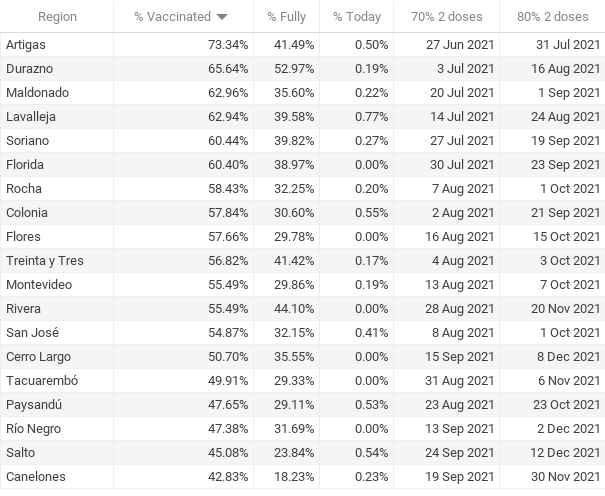 Region % Vaccinated % Fully % Today 70% 2 doses 80% 2 doses
Artigas 73.34% 41.49% 0.50% 27 Jun 2021 31 Jul 2021
Durazno 65.64% 52.97% 0.19% 3 Jul 2021 16 Aug 2021
Maldonado 62.96% 35.60% 0.22% 20 Jul 2021 1 Sep 2021
Lavalleja 62.94% 39.58% 0.77% 14 Jul 2021 24 Aug 2021
Soriano 60.44% 39.82% 0.27% 27 Jul 2021 19 Sep 2021
Florida 60.40% 38.97% 0.00% 30 Jul 2021 23 Sep 2021
Rocha 58.43% 32.25% 0.20% 7 Aug 2021 1 Oct 2021
Colonia 57.84% 30.60% 0.55% 2 Aug 2021 21 Sep 2021
Flores 57.66% 29.78% 0.00% 16 Aug 2021 15 Oct 2021
Treinta y Tres 56.82% 41.42% 0.17% 4 Aug 2021 3 Oct 2021
Montevideo 55.49% 29.86% 0.19% 13 Aug 2021 7 Oct 2021
Rivera 55.49% 44.10% 0.00% 28 Aug 2021 20 Nov 2021
San José 54.87% 32.15% 0.41% 8 Aug 2021 1 Oct 2021
Cerro Largo 50.70% 35.55% 0.00% 15 Sep 2021 8 Dec 2021
Tacuarembó 49.91% 29.33% 0.00% 31 Aug 2021 6 Nov 2021
Paysandú 47.65% 29.11% 0.53% 23 Aug 2021 23 Oct 2021
Río Negro 47.38% 31.69% 0.00% 13 Sep 2021 2 Dec 2021
Salto 45.08% 23.84% 0.54% 24 Sep 2021 12 Dec 2021
Canelones 42.83% 18.23% 0.23% 19 Sep 2021 30 Nov 2021